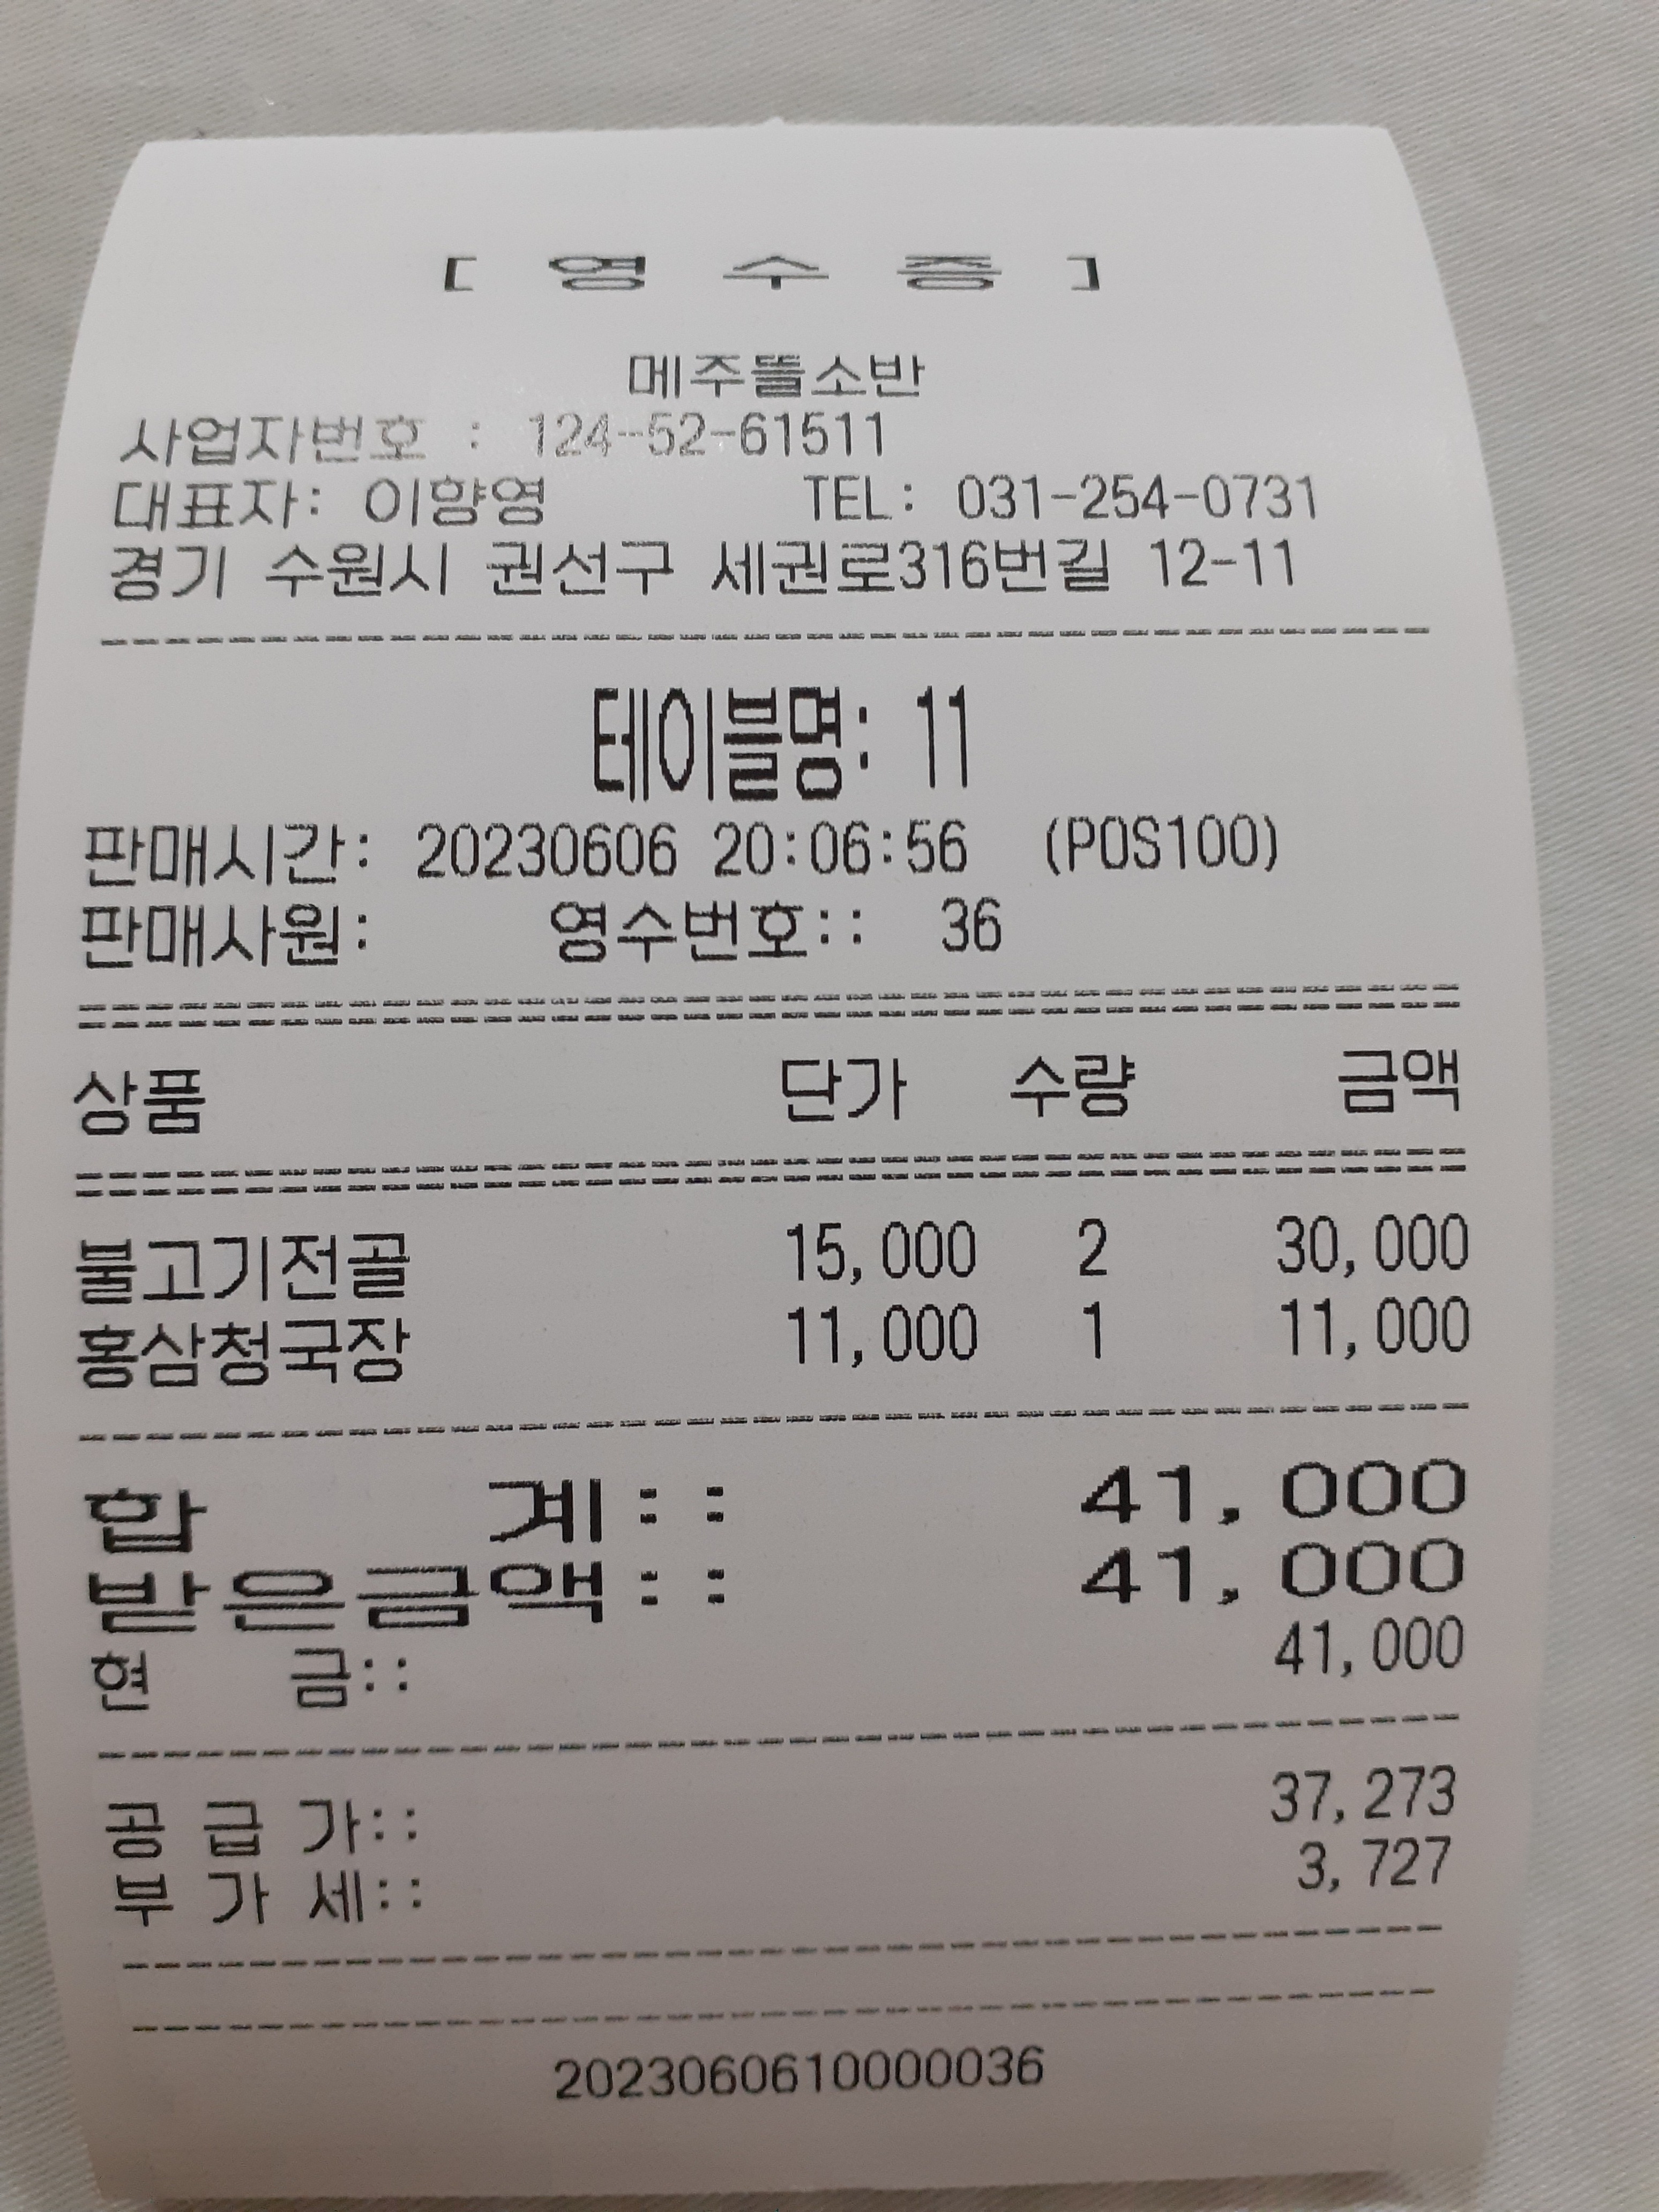 [ 영 수 증 ]
메주뜰소반
사업자번호 : 124-52-61511
대표자: 이향영 TEL: 031-254-0731
경기 수원시 권선구 세권로316번길 12-11
테이블명: 11
판매시간: 20230606 20:06:56 (POS100)
판매사원: 영수번호:: 36
상품 단가 수량 금액
불고기전골 15,000 2 30,000
홍삼청국장 11,000 1 11,000
합 계:: 41,000
받은금액:: 41,000
현 금:: 41,000
공 급 가:: 37,273
부 가 세:: 3,727
2023060610000036